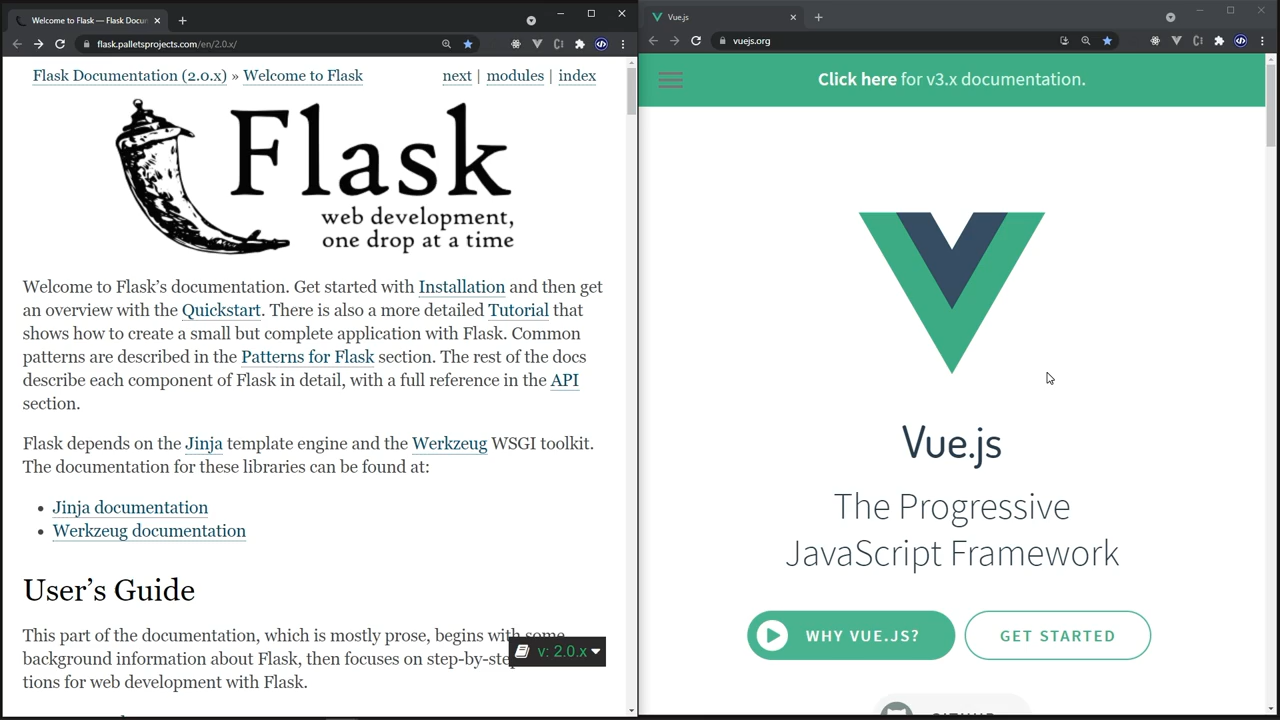 Welcome to Flask — Flask Docu
flask.palletsprojects.com/en/2.0.x/
Flask Documentation (2.0.x) » Welcome to Flask
next | modules | index
Flask
web development,
one drop at a time
Welcome to Flask’s documentation. Get started with Installation and then get
an overview with the Quickstart. There is also a more detailed Tutorial that
shows how to create a small but complete application with Flask. Common
patterns are described in the Patterns for Flask section. The rest of the docs
describe each component of Flask in detail, with a full reference in the API
section.
Flask depends on the Jinja template engine and the Werkzeug WSGI toolkit.
The documentation for these libraries can be found at:
• Jinja documentation
• Werkzeug documentation
User’s Guide
This part of the documentation, which is mostly prose, begins with some
background information about Flask, then focuses on step-by-step
tions for web development with Flask.
v: 2.0.x
Vue.js
vuejs.org
Click here for v3.x documentation.
Vue.js
The Progressive
JavaScript Framework
WHY VUE.JS?
GET STARTED